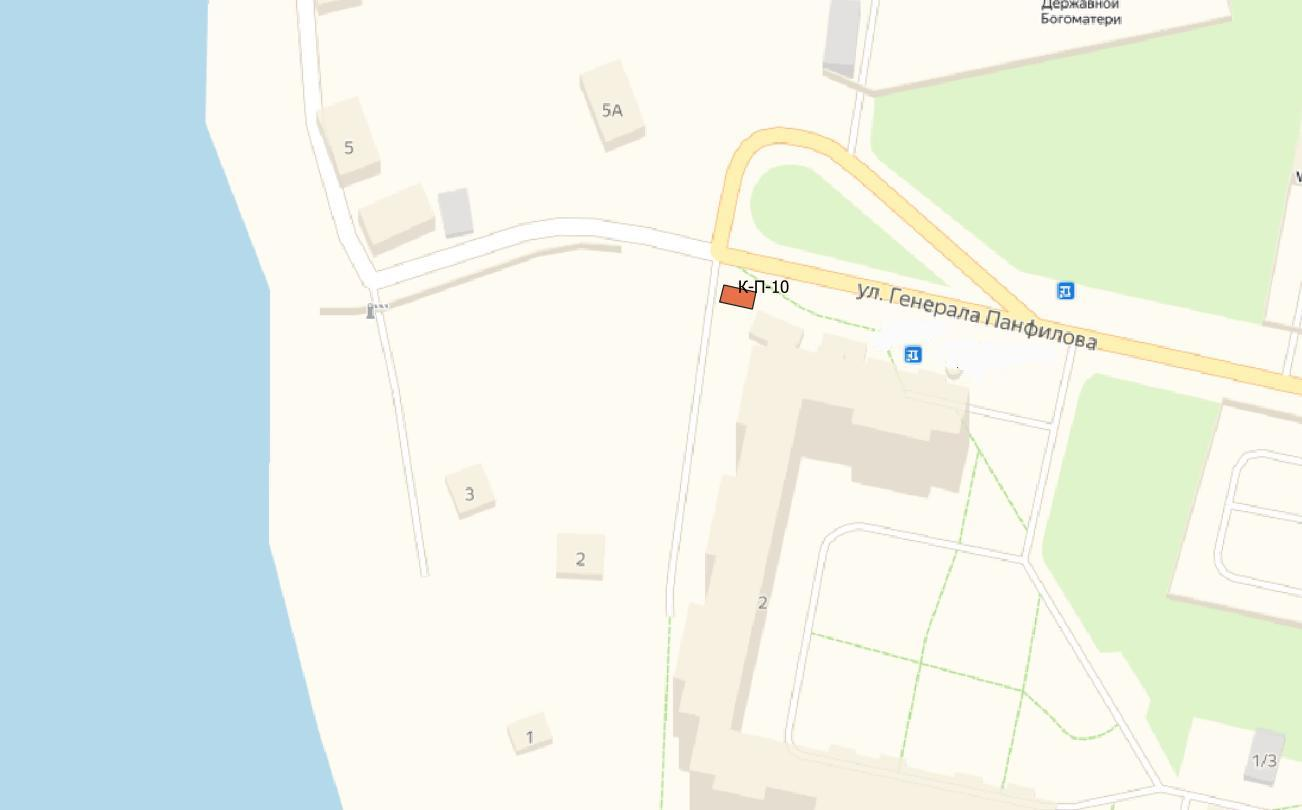 Державной
Богоматери
5А
5
К-П-10
ул. Генерала Панфилова
3
2
2
1
1/3